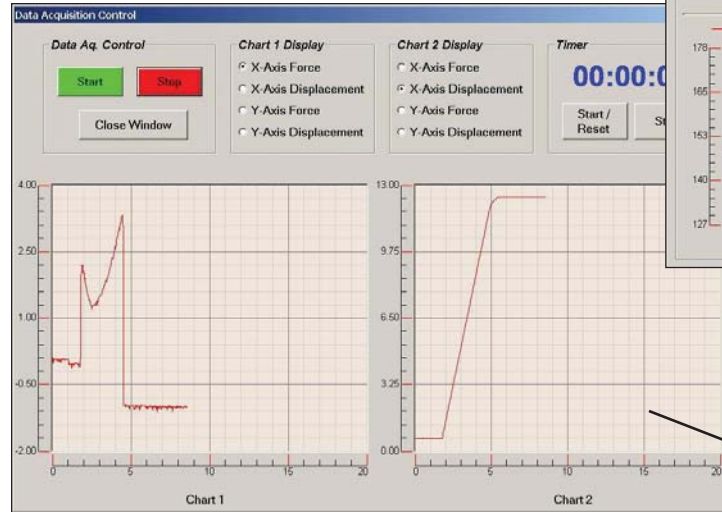 Data Acquisition Control
Data Aq. Control
Start
Stop
Close Window
Chart 1 Display
X-Axis Force
X-Axis Displacement
Y-Axis Force
Y-Axis Displacement
Chart 2 Display
X-Axis Force
X-Axis Displacement
Y-Axis Force
Y-Axis Displacement
Timer
00:00:0
Start /
Reset
178
165
153
140
127
4.00
2.50
1.00
-0.50
-2.00
0 5 10 15 20
Chart 1
13.00
9.75
6.50
3.25
0.00
0 5 10 15 20
Chart 2